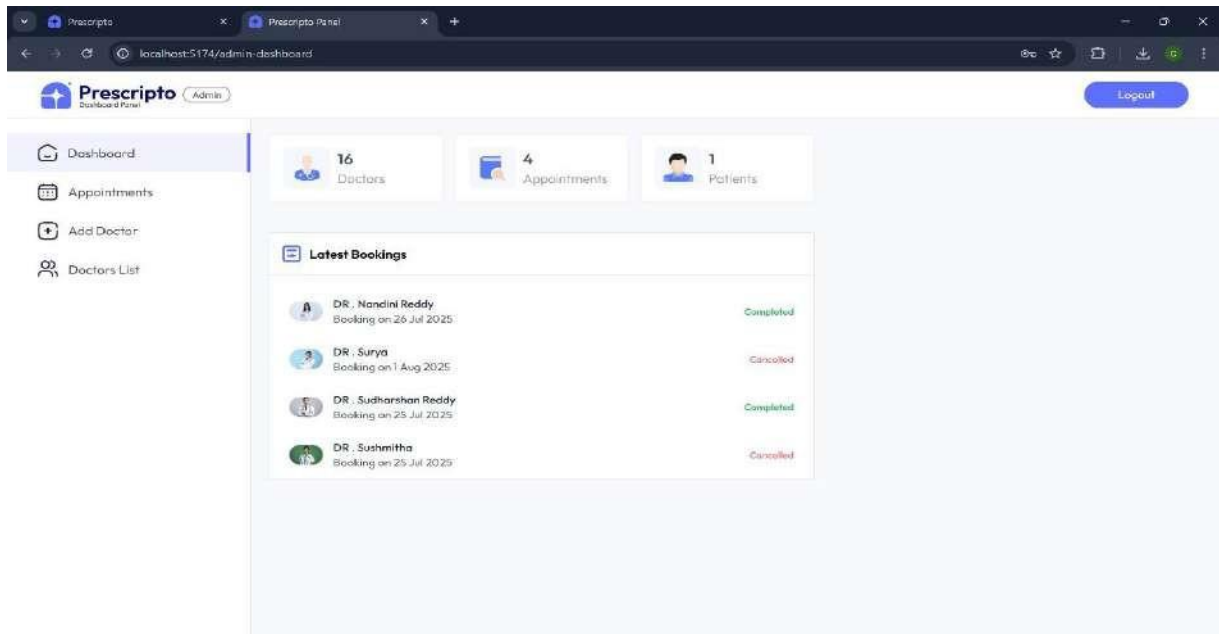 Prescripto
Prescripto Panel
localhost:5174/admin-dashboard
G
Prescripto
Admin
Dashboard Panel
Logout
Dashboard
Appointments
Add Doctor
Doctors List
16
Doctors
4
Appointments
1
Patients
Latest Bookings
DR . Nandini Reddy
Booking on 26 Jul 2025
Completed
DR . Surya
Booking on 1 Aug 2025
Cancelled
DR . Sudharshan Reddy
Booking on 25 Jul 2025
Completed
DR . Sushmitha
Booking on 25 Jul 2025
Cancelled